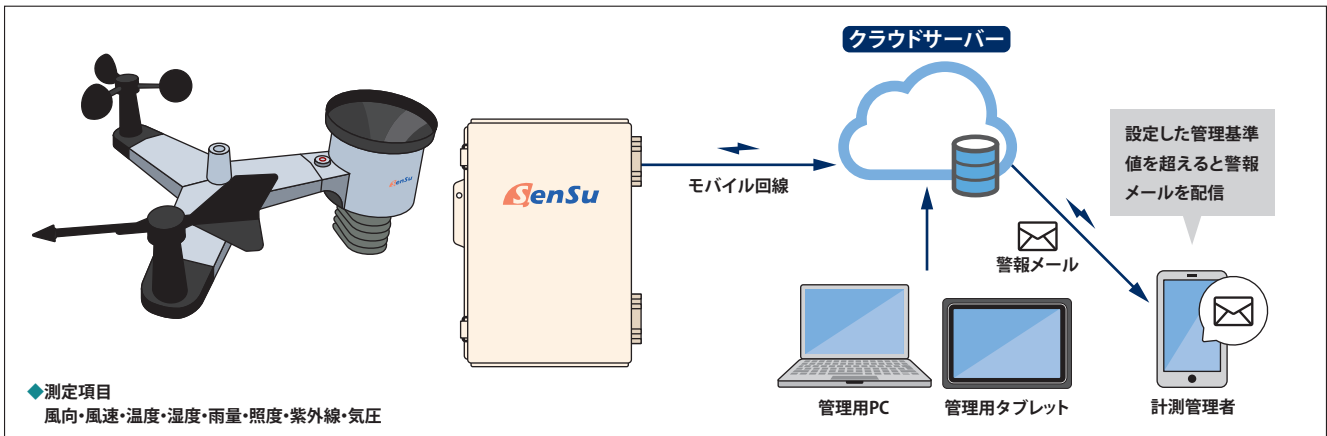 クラウドサーバー
SenSu
SenSu
モバイル回線
設定した管理基準
値を超えると警報
メールを配信
警報メール
管理用PC
管理用タブレット
計測管理者
◆測定項目
風向・風速・温度・湿度・雨量・照度・紫外線・気圧